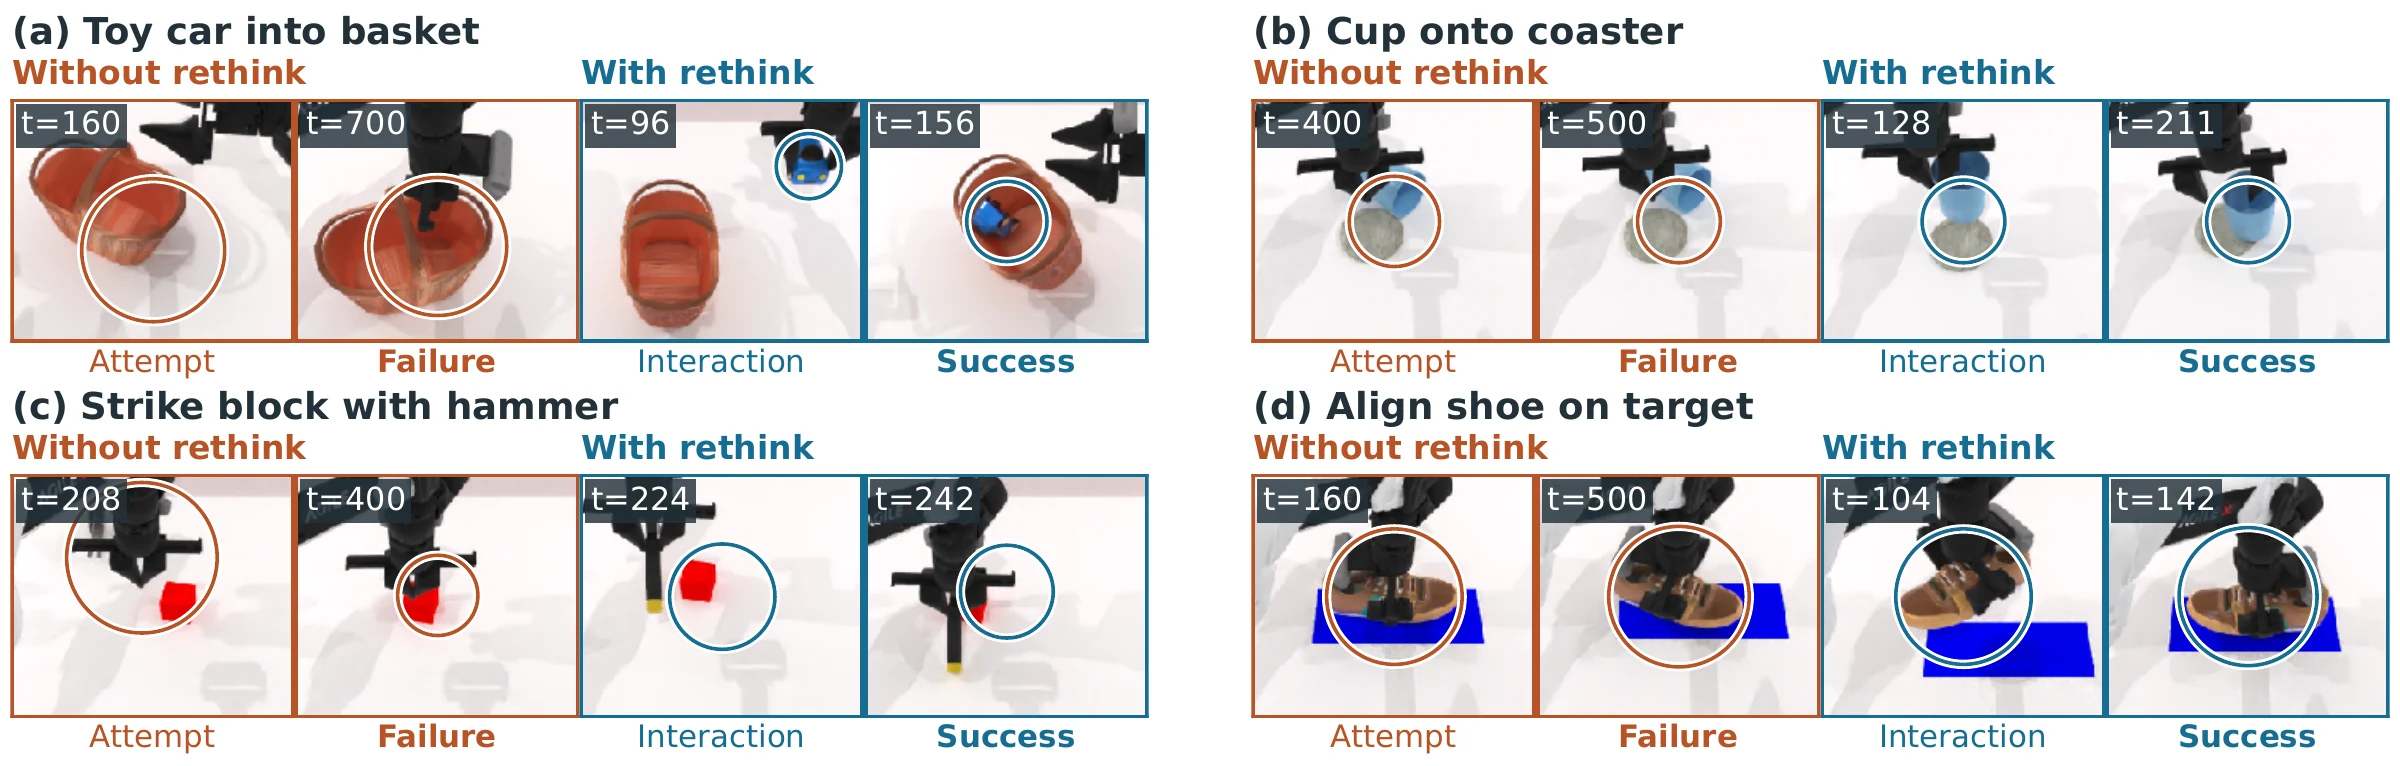 (a) Toy car into basket
Without rethink
With rethink
t=160
t=700
t=96
t=156
Attempt
Failure
Interaction
Success
(b) Cup onto coaster
Without rethink
With rethink
t=400
t=500
t=128
t=211
Attempt
Failure
Interaction
Success
(c) Strike block with hammer
Without rethink
With rethink
t=208
t=400
t=224
t=242
Attempt
Failure
Interaction
Success
(d) Align shoe on target
Without rethink
With rethink
t=160
t=500
t=104
t=142
Attempt
Failure
Interaction
Success